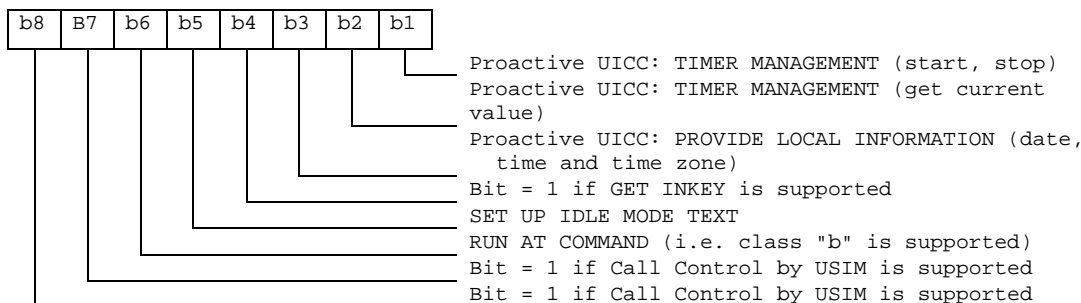 b8 B7 b6 b5 b4 b3 b2 b1
Proactive UICC: TIMER MANAGEMENT (start, stop)
Proactive UICC: TIMER MANAGEMENT (get current
value)
Proactive UICC: PROVIDE LOCAL INFORMATION (date,
time and time zone)
Bit = 1 if GET INKEY is supported
SET UP IDLE MODE TEXT
RUN AT COMMAND (i.e. class "b" is supported)
Bit = 1 if Call Control by USIM is supported
Bit = 1 if Call Control by USIM is supported